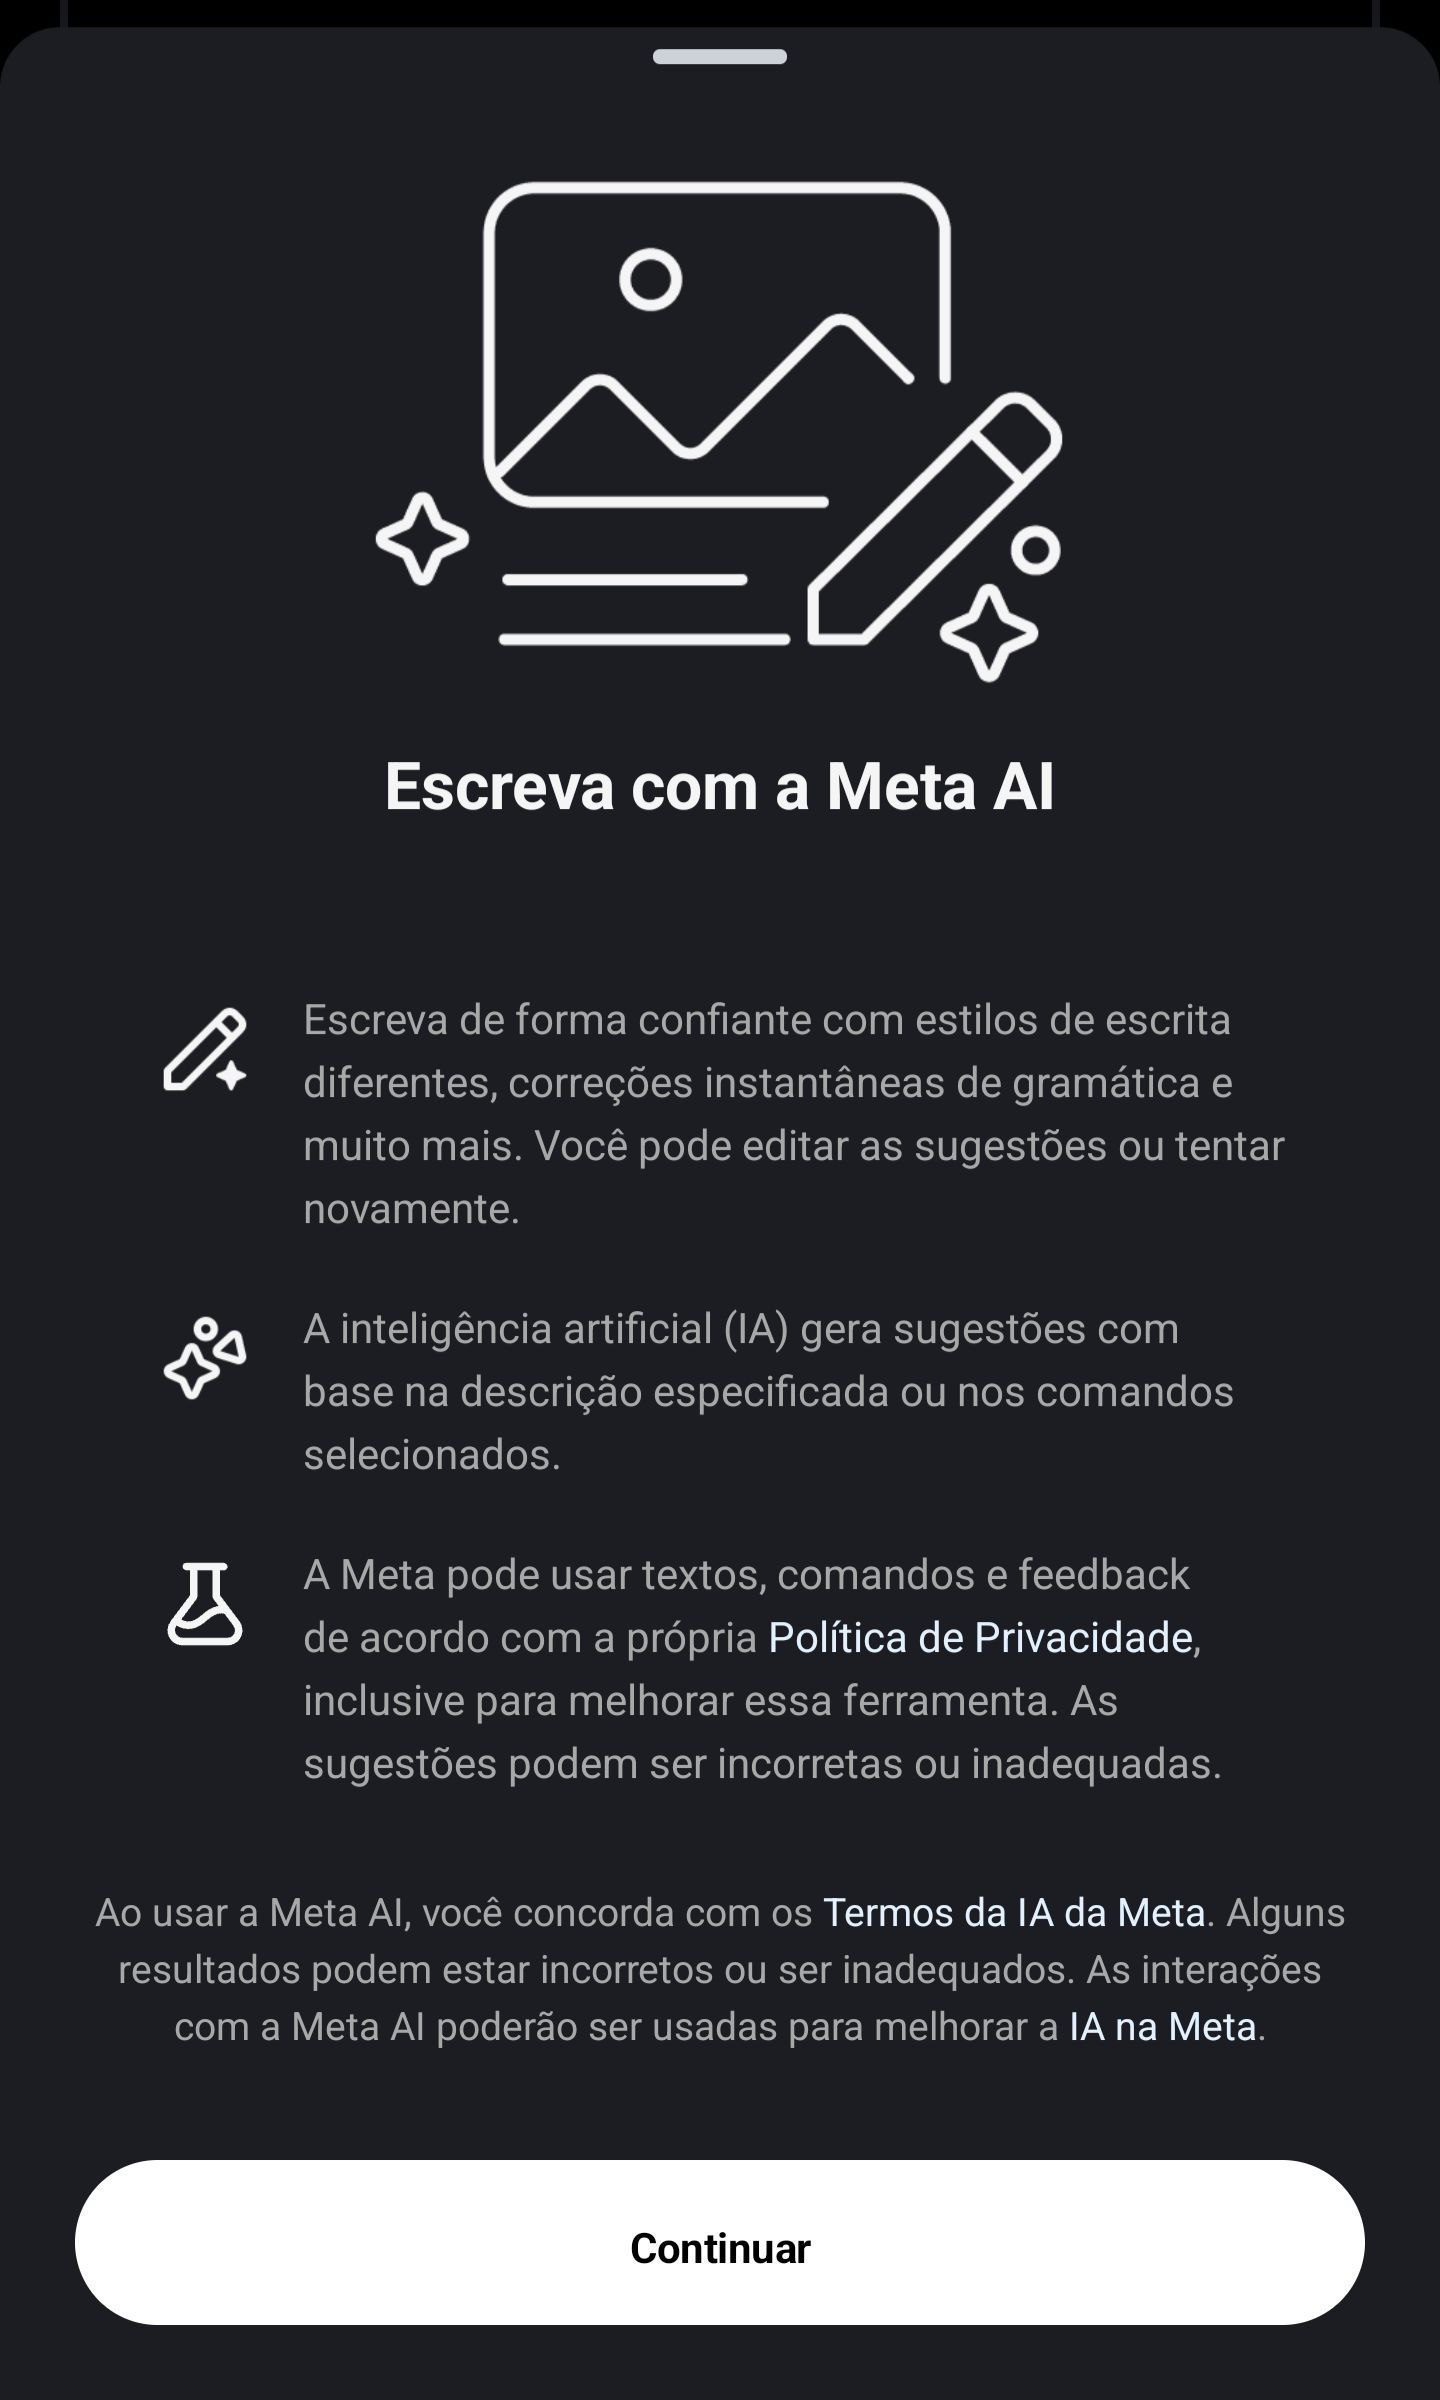 Escreva com a Meta AI
Escreva de forma confiante com estilos de escrita
diferentes, correções instantâneas de gramática e
muito mais. Você pode editar as sugestões ou tentar
novamente.
A inteligência artificial (IA) gera sugestões com
base na descrição especificada ou nos comandos
selecionados.
A Meta pode usar textos, comandos e feedback
de acordo com a própria Política de Privacidade,
inclusive para melhorar essa ferramenta. As
sugestões podem ser incorretas ou inadequadas.
Ao usar a Meta AI, você concorda com os Termos da IA da Meta. Alguns
resultados podem estar incorretos ou ser inadequados. As interações
com a Meta AI poderão ser usadas para melhorar a IA na Meta.
Continuar